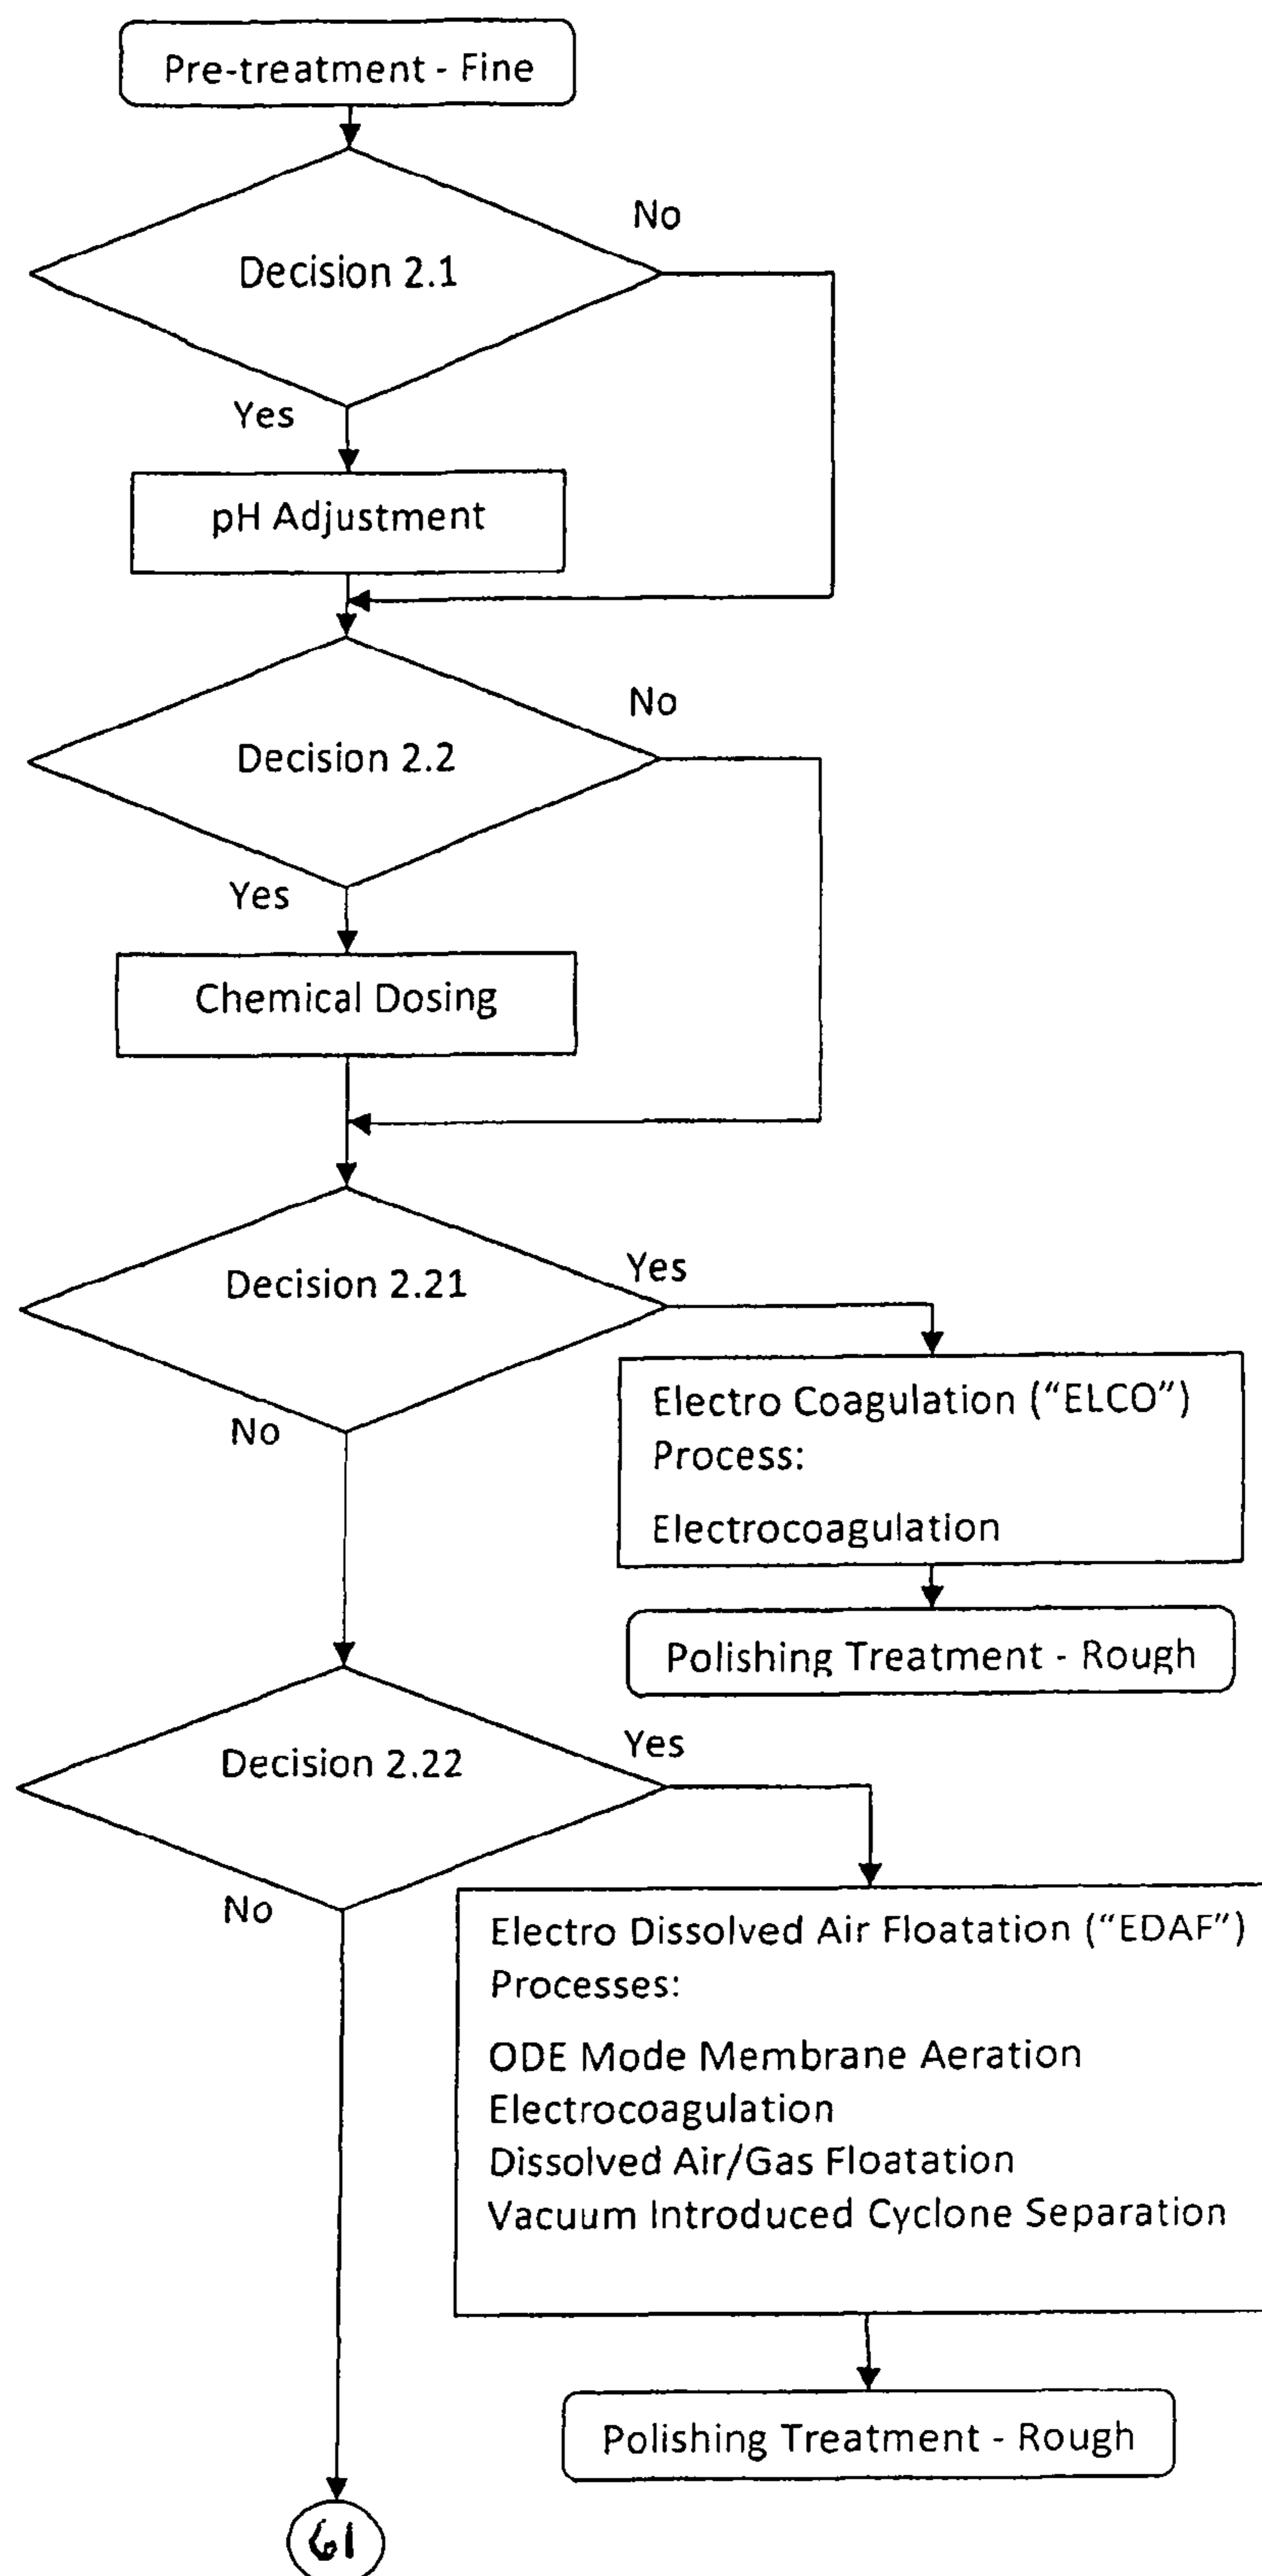 Pre-treatment - Fine
No
Decision 2.1
Yes
pH Adjustment
No
Decision 2.2
Yes
Chemical Dosing
Decision 2.21
Yes
No
Electro Coagulation (“ELCO”)
Process:
Electrocoagulation
Polishing Treatment - Rough
Decision 2.22
Yes
No
Electro Dissolved Air Floatation (“EDAF”)
Processes:
ODE Mode Membrane Aeration
Electrocoagulation
Dissolved Air/Gas Floatation
Vacuum Introduced Cyclone Separation
Polishing Treatment - Rough
61